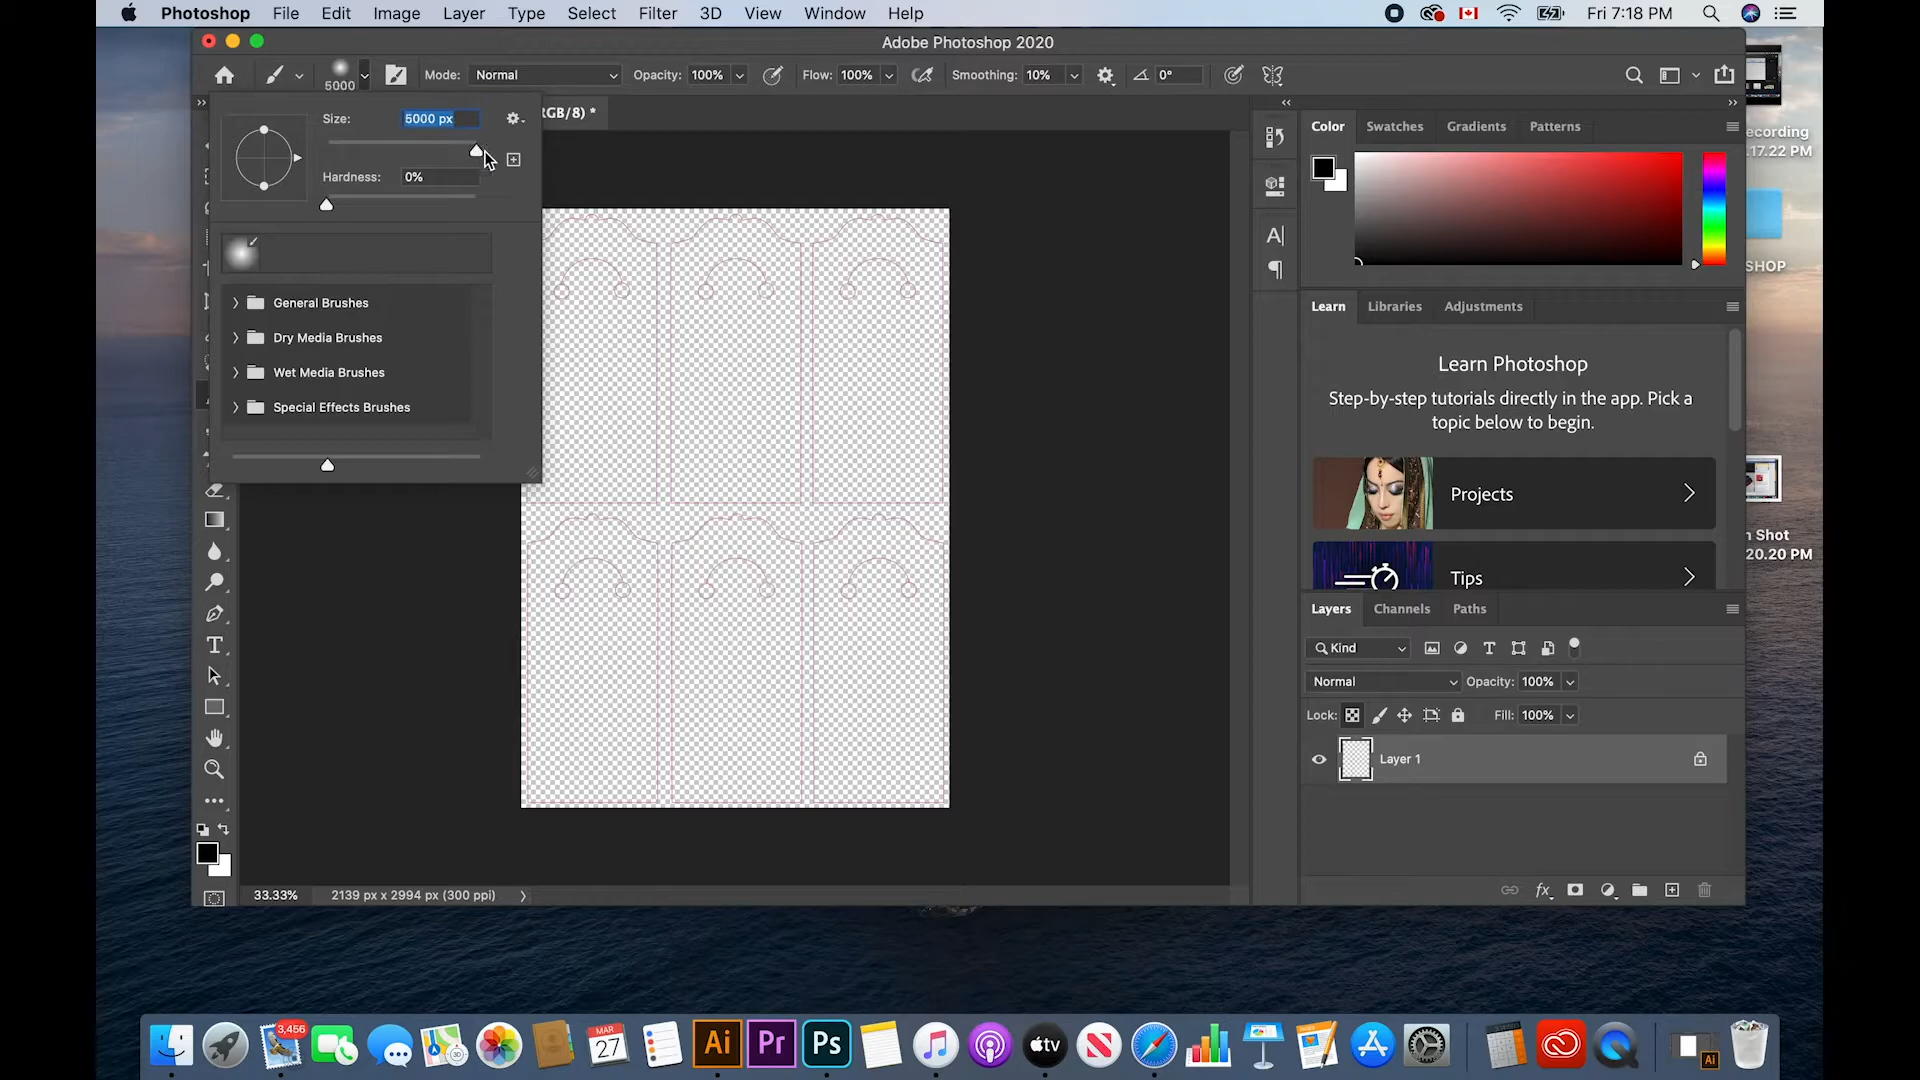 Photoshop File Edit Image Layer Type Select Filter 3D View Window Help Fri 7:18 PM
Adobe Photoshop 2020
5000 Mode: Normal Opacity: 100% Flow: 100% Smoothing: 10% 0°
RGB/8) *
Size: 5000 px
Hardness: 0%
General Brushes
Dry Media Brushes
Wet Media Brushes
Special Effects Brushes
Color Swatches Gradients Patterns
Learn Libraries Adjustments
Learn Photoshop
Step-by-step tutorials directly in the app. Pick a
topic below to begin.
Projects
Tips
Layers Channels Paths
Kind
Normal Opacity: 100%
Lock: Fill: 100%
Layer 1
33.33% 2139 px x 2994 px (300 ppi)
ecording
.17.22 PM
SHOP
n Shot
20.20 PM
3,456
MAR
27
Ai Pr Ps
tv
Ai